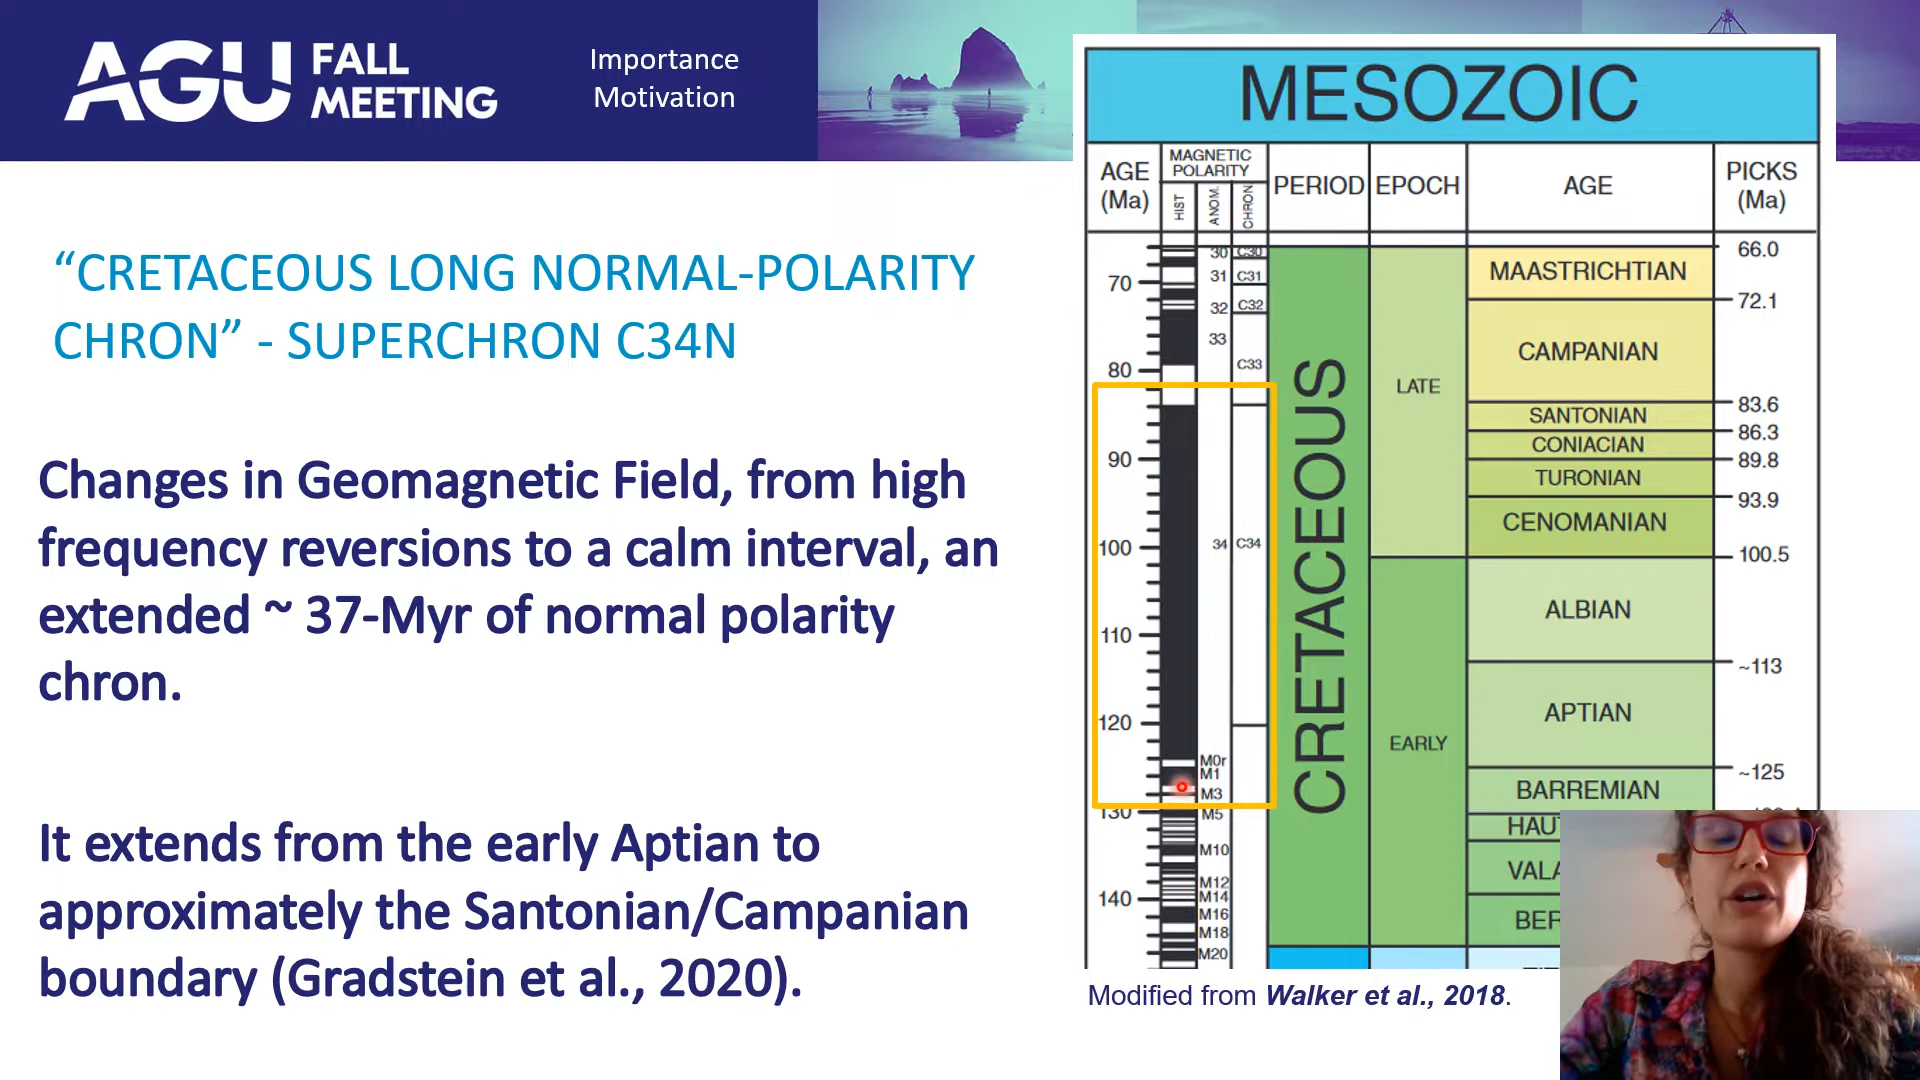 AGU FALL MEETING
Importance
Motivation
“CRETACEOUS LONG NORMAL-POLARITY
CHRON” - SUPERCHRON C34N
Changes in Geomagnetic Field, from high
frequency reversions to a calm interval, an
extended ~ 37-Myr of normal polarity
chron.
It extends from the early Aptian to
approximately the Santonian/Campanian
boundary (Gradstein et al., 2020).
MESOZOIC
AGE (Ma)
MAGNETIC POLARITY
HIST
ANOM.
CHRON.
PERIOD
EPOCH
AGE
PICKS (Ma)
70
80
90
100
110
120
130
140
30
31
32
33
34
M0r
M1
M3
M5
M10
M12
M14
M16
M18
M20
C30
C31
C32
C33
C34
CRETACEOUS
LATE
EARLY
MAASTRICHTIAN
CAMPANIAN
SANTONIAN
CONIACIAN
TURONIAN
CENOMANIAN
ALBIAN
APTIAN
BARREMIAN
HAU
VALA
BER
66.0
72.1
83.6
86.3
89.8
93.9
100.5
~113
~125
Modified from Walker et al., 2018.